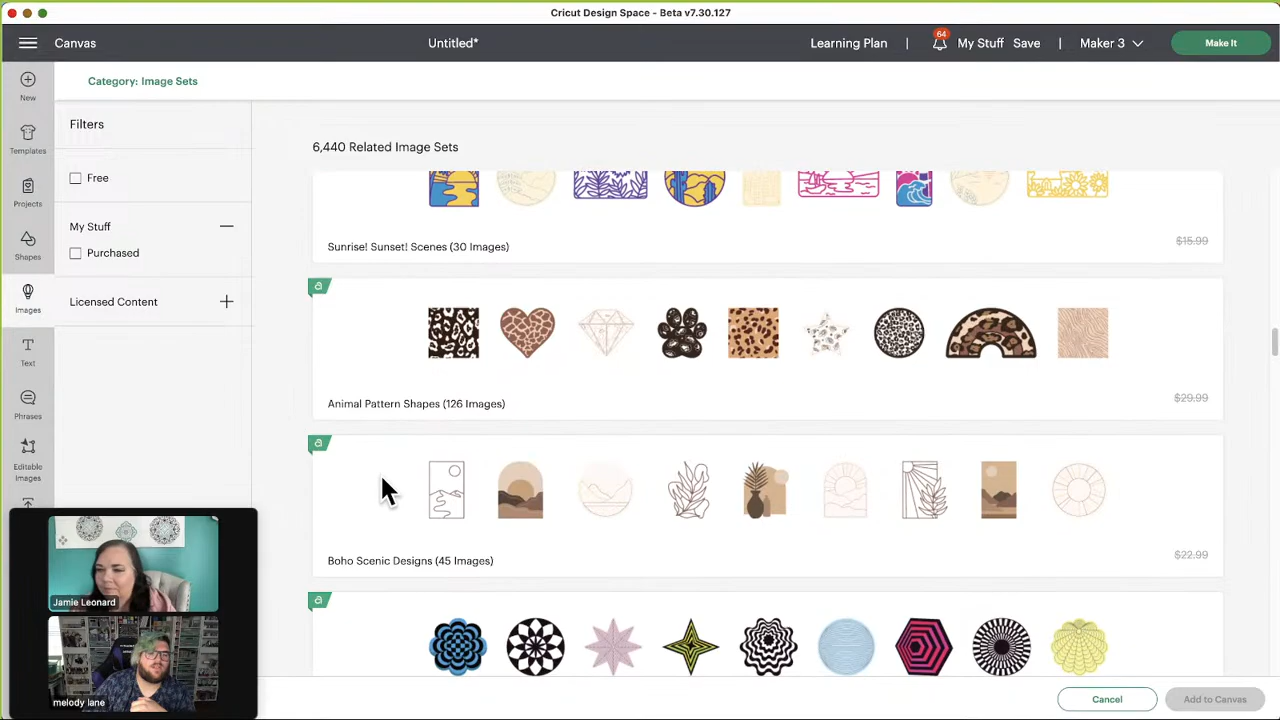 Cricut Design Space - Beta v7.30.127
Canvas
Untitled*
Learning Plan | 64 My Stuff Save | Maker 3
Make It
New
Templates
Projects
Shapes
Images
Text
Phrases
Editable
Images
Category: Image Sets
Filters
Free
My Stuff
Purchased
Licensed Content
6,440 Related Image Sets
Sunrise! Sunset! Scenes (30 Images)
$15.99
Animal Pattern Shapes (126 Images)
$29.99
Boho Scenic Designs (45 Images)
$22.99
Jamie Leonard
melody lane
Cancel
Add to Canvas